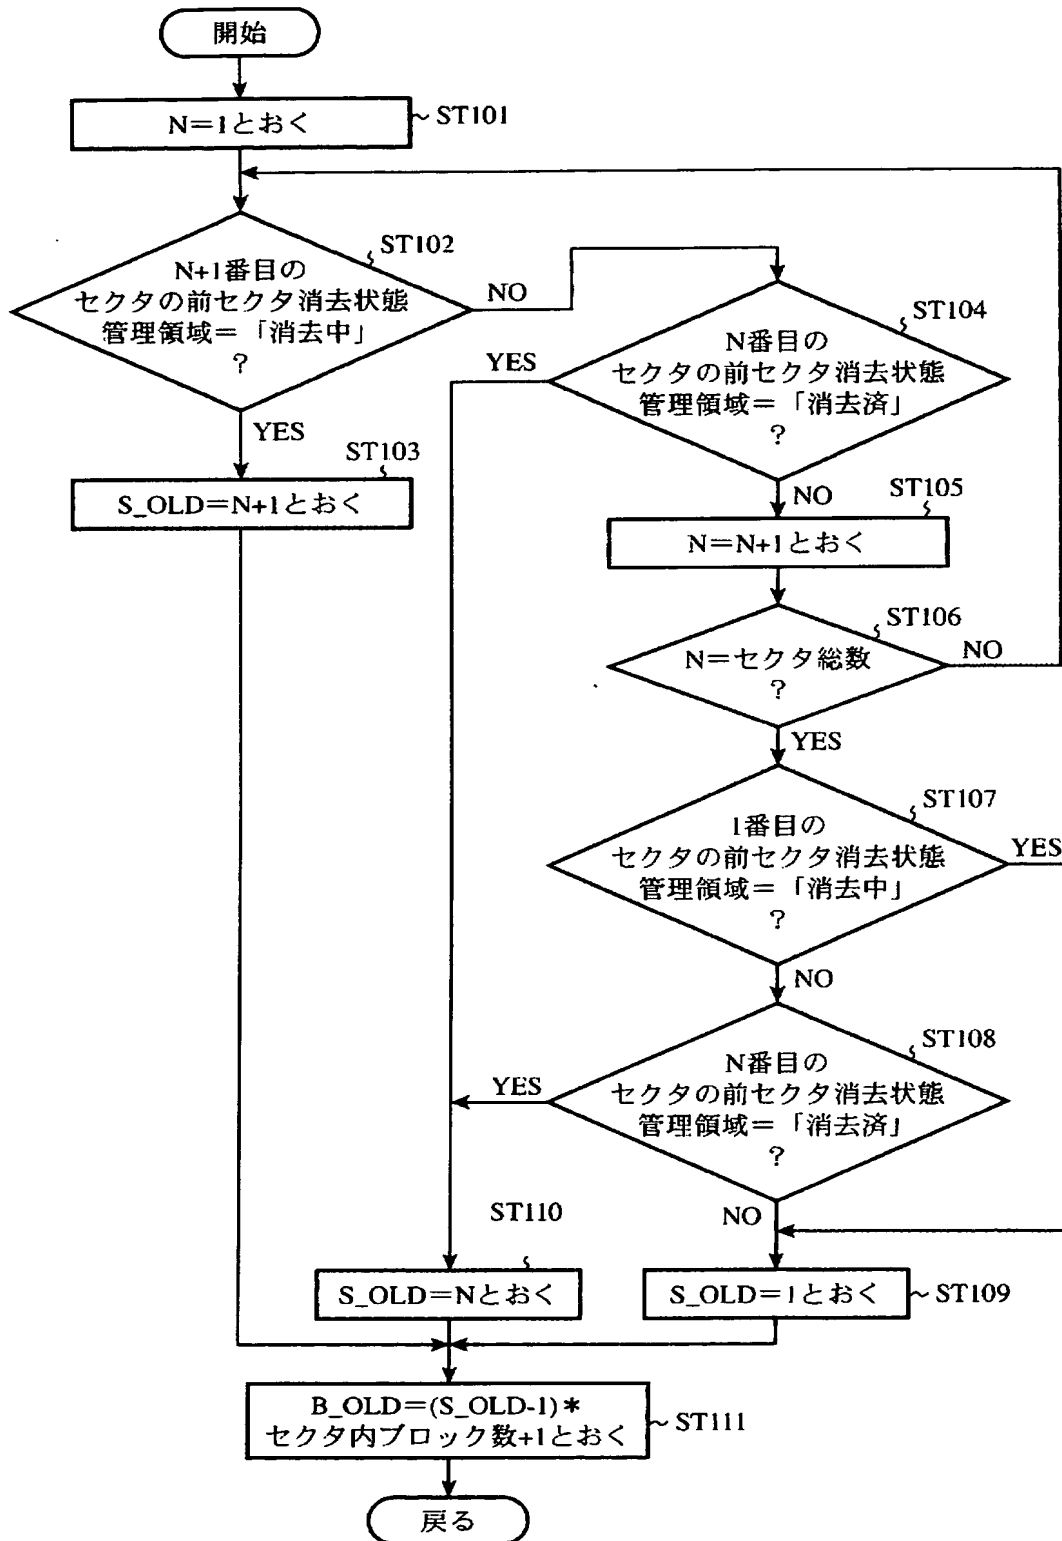 開始
N=1とおく
ST101
N+1番目の
セクタの前セクタ消去状態
管理領域=「消去中」
?
ST102
NO
YES
ST103
S_OLD=N+1とおく
ST104
N番目の
セクタの前セクタ消去状態
管理領域=「消去済」
?
YES
NO
ST105
N=N+1とおく
ST106
N=セクタ総数
?
NO
YES
ST107
1番目の
セクタの前セクタ消去状態
管理領域=「消去中」
?
YES
NO
ST108
N番目の
セクタの前セクタ消去状態
管理領域=「消去済」
?
YES
NO
ST110
S_OLD=Nとおく
S_OLD=1とおく
ST109
B_OLD=(S_OLD-1)*
セクタ内ブロック数+1とおく
ST111
戻る